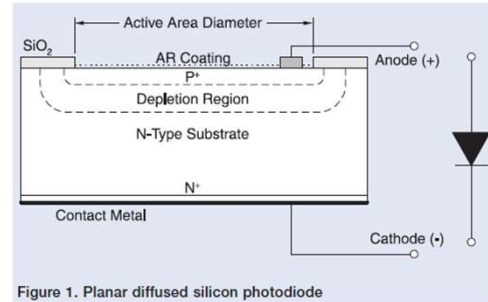 Active Area Diameter
SiO2
AR Coating
Anode (+)
P+
Depletion Region
N-Type Substrate
N+
Contact Metal
Cathode (-)
Figure 1. Planar diffused silicon photodiode